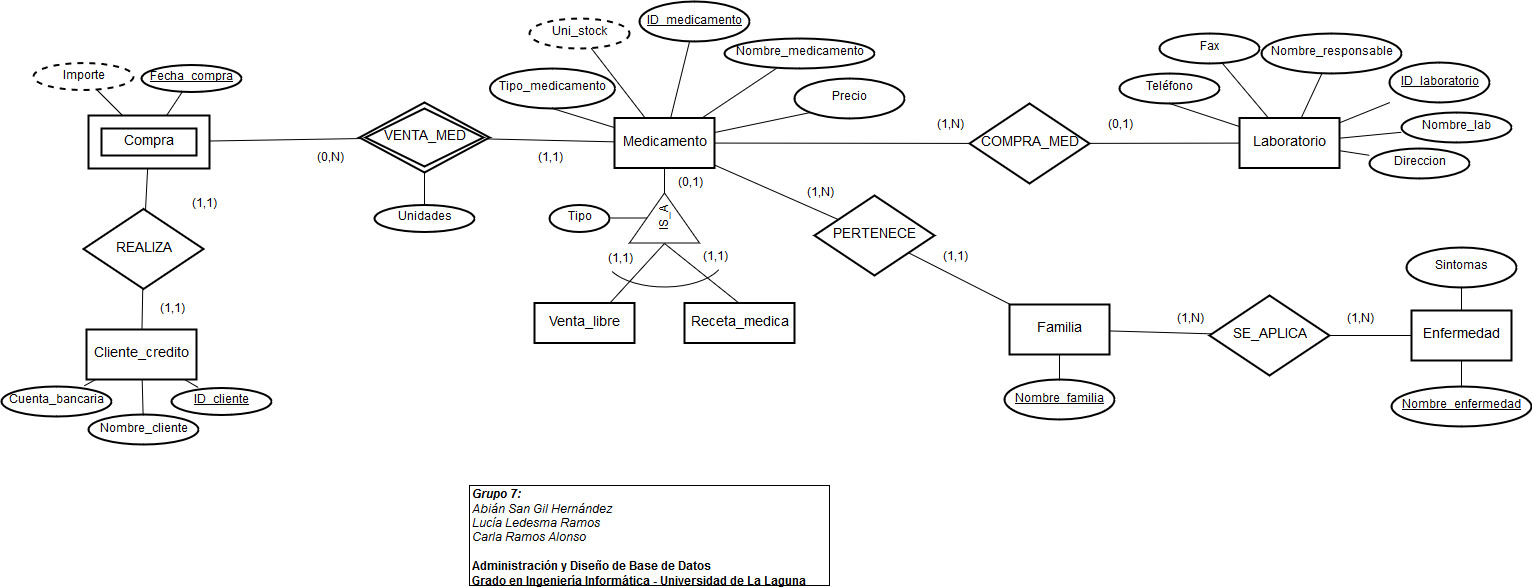 Uni_stock
ID_medicamento
Nombre_medicamento
Fax
Nombre_responsable
Importe
Fecha_compra
Tipo_medicamento
Precio
Teléfono
ID_laboratorio
Nombre_lab
Direccion
Compra
(0,N)
VENTA_MED
(1,1)
Medicamento
(1,N)
COMPRA_MED
(0,1)
Laboratorio
Unidades
(0,1)
Tipo
IS_A
(1,1)
(1,1)
Venta_libre
Receta_medica
(1,N)
PERTENECE
(1,1)
(1,1)
REALIZA
(1,1)
Cliente_credito
Cuenta_bancaria
Nombre_cliente
ID_cliente
Familia
Nombre_familia
(1,N)
SE_APLICA
(1,N)
Sintomas
Enfermedad
Nombre_enfermedad
Grupo 7:
Abián San Gil Hernández
Lucía Ledesma Ramos
Carla Ramos Alonso
Administración y Diseño de Base de Datos
Grado en Ingeniería Informática - Universidad de La Laguna